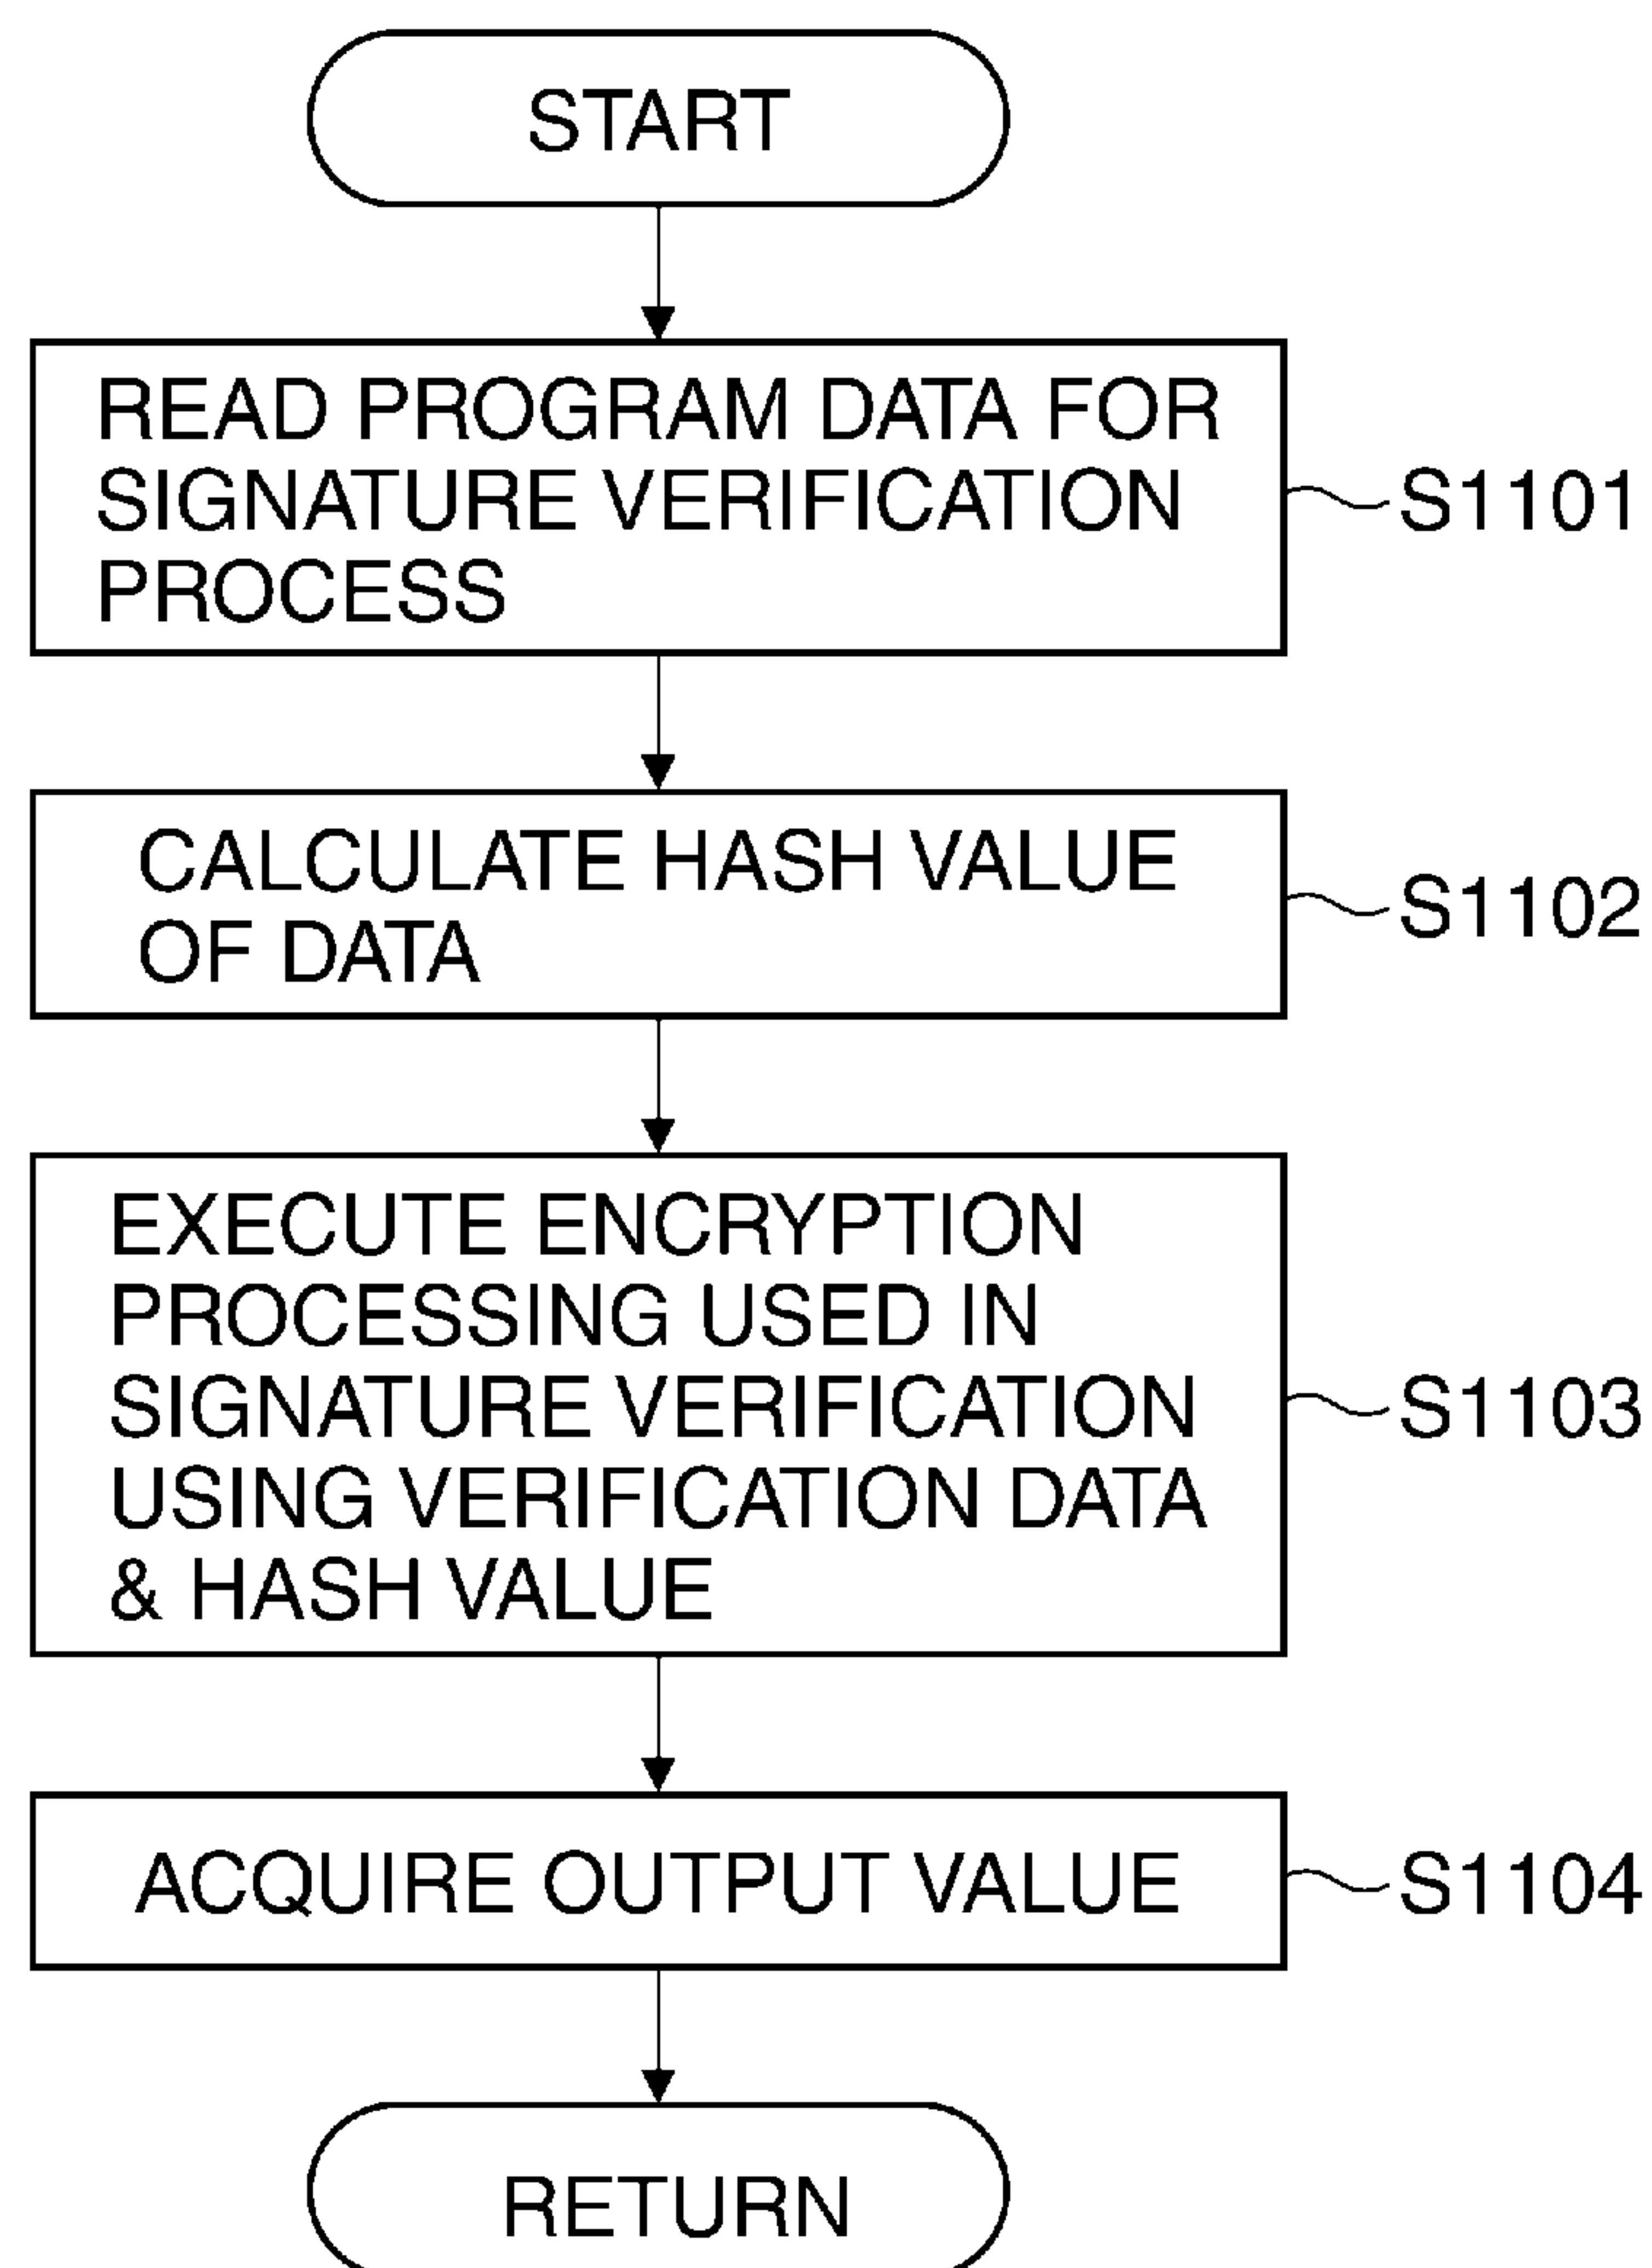 START
READ PROGRAM DATA FOR
SIGNATURE VERIFICATION
PROCESS
S1101
CALCULATE HASH VALUE
OF DATA
S1102
EXECUTE ENCRYPTION
PROCESSING USED IN
SIGNATURE VERIFICATION
USING VERIFICATION DATA
& HASH VALUE
S1103
ACQUIRE OUTPUT VALUE
S1104
RETURN